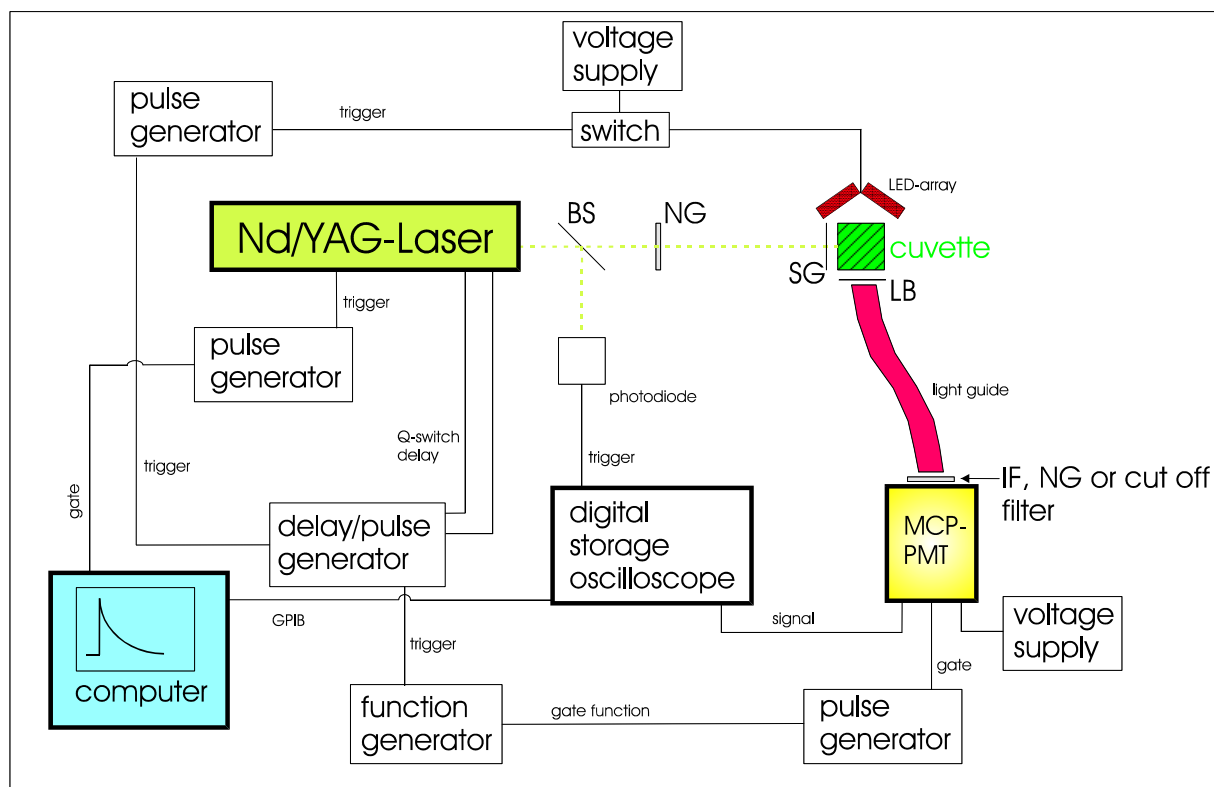 voltage
supply
pulse
generator
trigger
switch
LED-array
BS
NG
Nd/YAG-Laser
cuvette
SG
LB
trigger
pulse
generator
photodiode
light guide
Q-switch
delay
trigger
trigger
gate
IF, NG or cut off
filter
delay/pulse
generator
digital
storage
oscilloscope
MCP-
PMT
GPIB
signal
voltage
supply
trigger
gate
computer
function
generator
gate function
pulse
generator